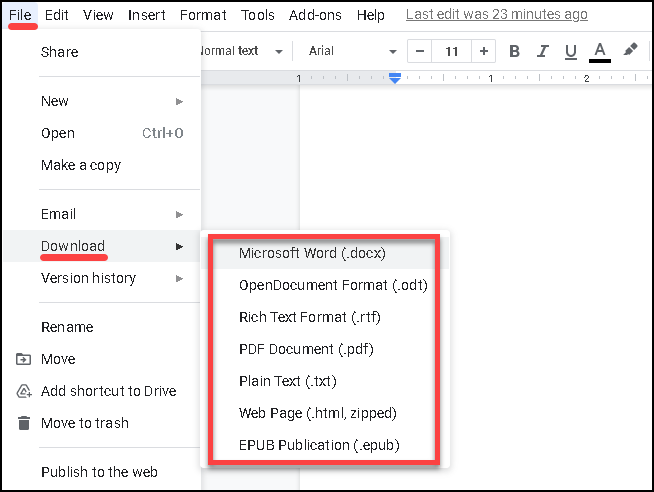 File Edit View Insert Format Tools Add-ons Help Last edit was 23 minutes ago
Share
Normal text Arial 11 B I U A
1 1 2
New
Open Ctrl+O
Make a copy
Email
Download
Version history
Rename
Move
Add shortcut to Drive
Move to trash
Publish to the web
Microsoft Word (.docx)
OpenDocument Format (.odt)
Rich Text Format (.rtf)
PDF Document (.pdf)
Plain Text (.txt)
Web Page (.html, zipped)
EPUB Publication (.epub)